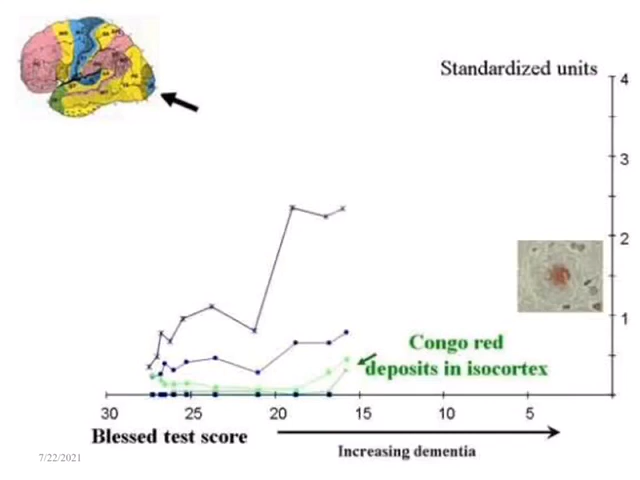 Standardized units
4
3
2
1
Congo red
deposits in isocortex
30 25 20 15 10 5
Blessed test score
Increasing dementia
7/22/2021